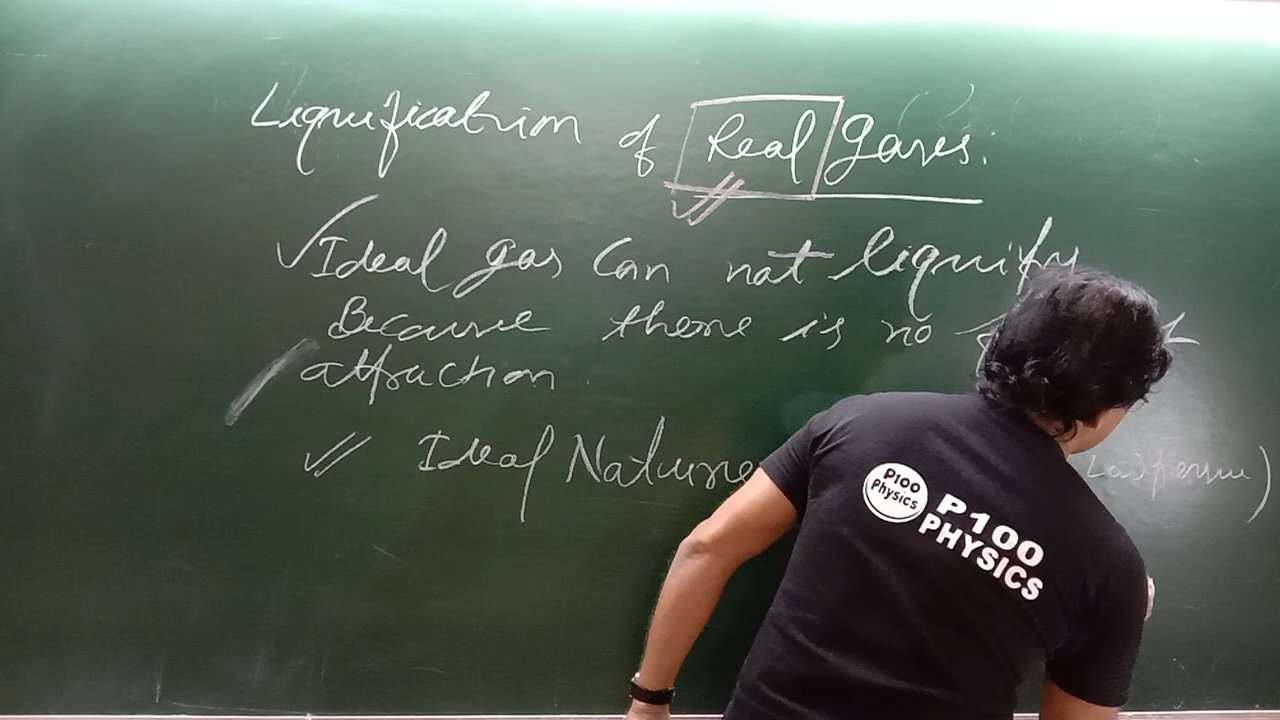 Liquification of Real gases.
Ideal gas can not liquify
Because there is no
attraction
Ideal Nature
P100
Physics
P100
PHYSICS